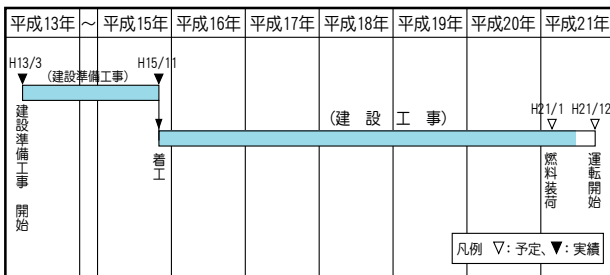 平成13年 ～ 平成15年 平成16年 平成17年 平成18年 平成19年 平成20年 平成21年
H13/3 (建設準備工事) H15/11
建設準備工事 開始
(建 設 工 事)
着工
H21/1 H21/12
燃料装荷
運転開始
凡例 ▽:予定、▼:実績